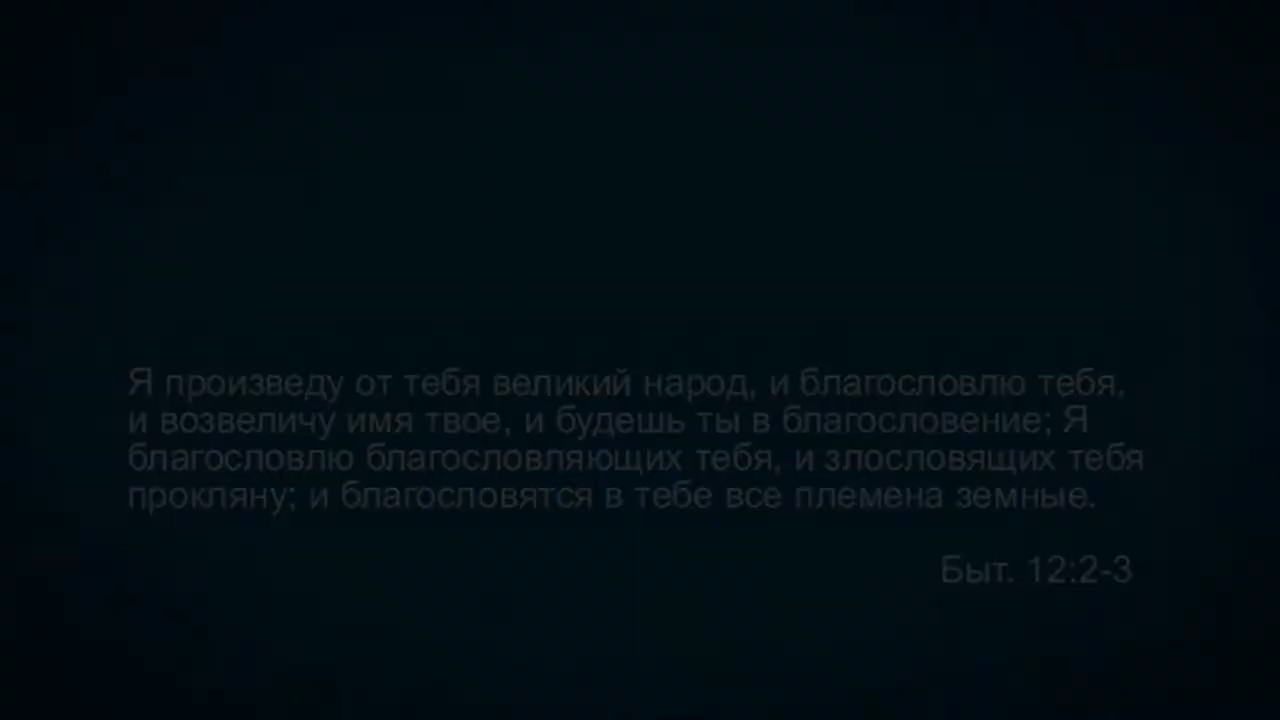 Я произведу от тебя великий народ, и благословлю тебя,
и возвеличу имя твое, и будешь ты в благословение; Я
благословлю благословляющих тебя, и злословящих тебя
прокляну; и благословятся в тебе все племена земные.
Быт. 12:2-3